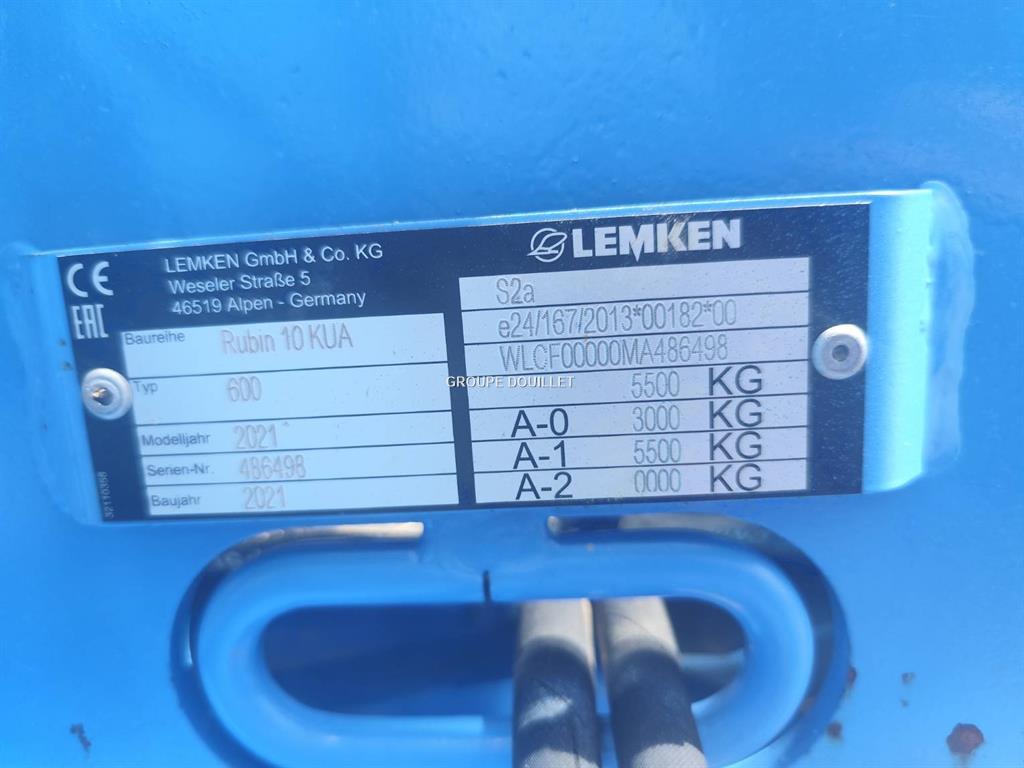 CE
EAC
LEMKEN GmbH & Co. KG
Weseler Straße 5
46519 Alpen - Germany
Baureihe Rubin 10 KUA
Typ 600
Modelljahr 2021
Serien-Nr. 486498
Baujahr 2021
32110356
LEMKEN
S2a
e24/167/2013*00182*00
WLCF00000MA486498
5500 KG
A-0 3000 KG
A-1 5500 KG
A-2 0000 KG
GROUPE DOUILLET